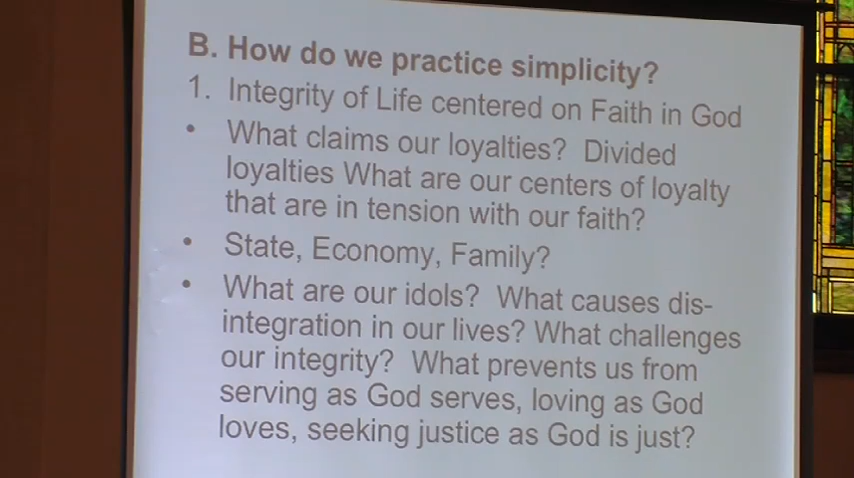 B. How do we practice simplicity?
1. Integrity of Life centered on Faith in God
• What claims our loyalties? Divided
loyalties What are our centers of loyalty
that are in tension with our faith?
• State, Economy, Family?
• What are our idols? What causes dis-
integration in our lives? What challenges
our integrity? What prevents us from
serving as God serves, loving as God
loves, seeking justice as God is just?